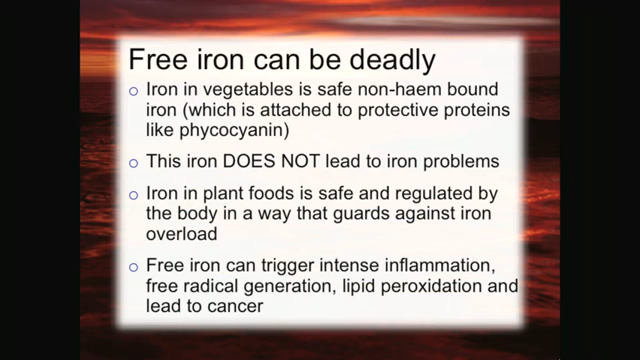 Free iron can be deadly
Iron in vegetables is safe non-haem bound
iron (which is attached to protective proteins
like phycocyanin)
This iron DOES NOT lead to iron problems
Iron in plant foods is safe and regulated by
the body in a way that guards against iron
overload
Free iron can trigger intense inflammation,
free radical generation, lipid peroxidation and
lead to cancer